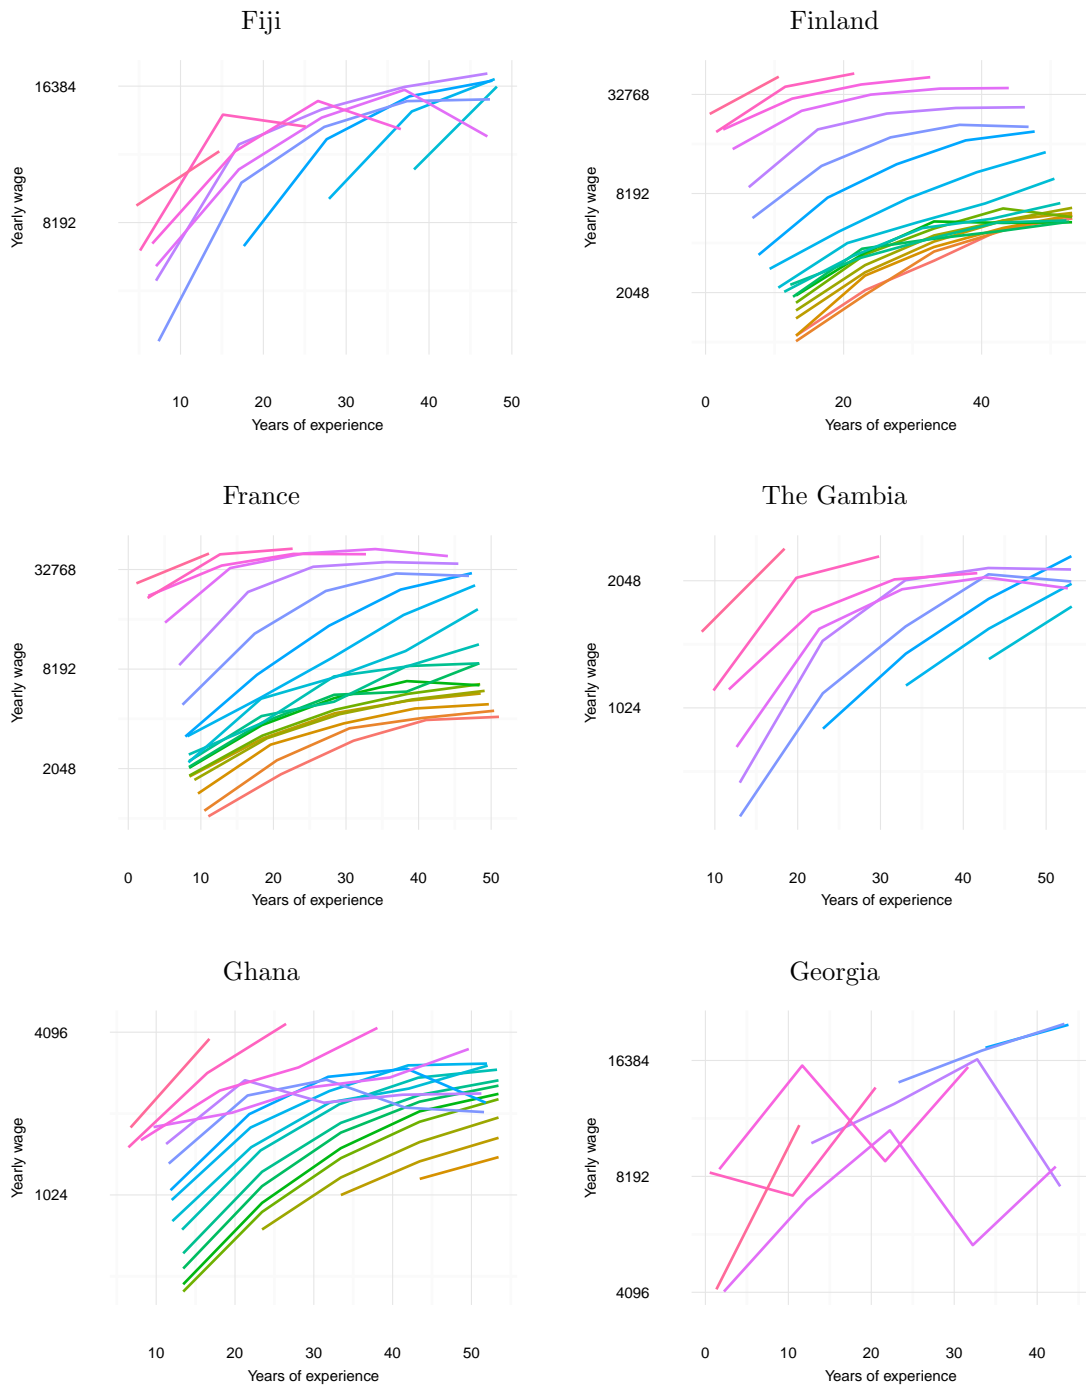 Fiji
Finland
16384
8192
Yearly wage
10 20 30 40 50
Years of experience
32768
8192
2048
Yearly wage
0 20 40
Years of experience
France
The Gambia
32768
8192
2048
Yearly wage
0 10 20 30 40 50
Years of experience
2048
1024
Yearly wage
10 20 30 40 50
Years of experience
Ghana
Georgia
4096
1024
Yearly wage
10 20 30 40 50
Years of experience
16384
8192
4096
Yearly wage
0 10 20 30 40
Years of experience